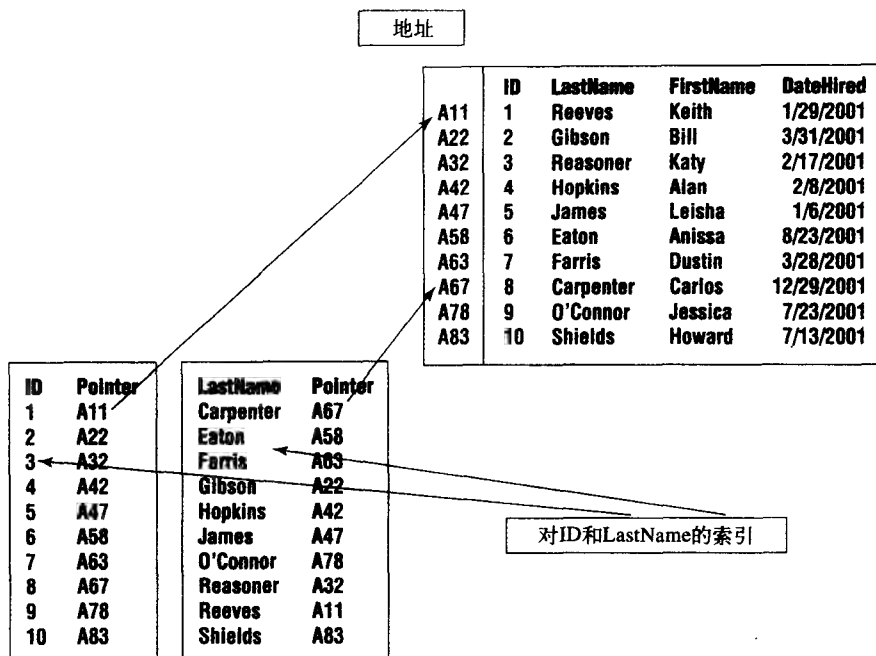 地址
ID LastName FirstName DateHired
A11 1 Reeves Keith 1/29/2001
A22 2 Gibson Bill 3/31/2001
A32 3 Reasoner Katy 2/17/2001
A42 4 Hopkins Alan 2/8/2001
A47 5 James Leisha 1/6/2001
A58 6 Eaton Anissa 8/23/2001
A63 7 Farris Dustin 3/28/2001
A67 8 Carpenter Carlos 12/29/2001
A78 9 O'Connor Jessica 7/23/2001
A83 10 Shields Howard 7/13/2001
ID Pointer
1 A11
2 A22
3 A32
4 A42
5 A47
6 A58
7 A63
8 A67
9 A78
10 A83
LastName Pointer
Carpenter A67
Eaton A58
Farris A63
Gibson A22
Hopkins A42
James A47
O'Connor A78
Reasoner A32
Reeves A11
Shields A83
对ID和LastName的索引